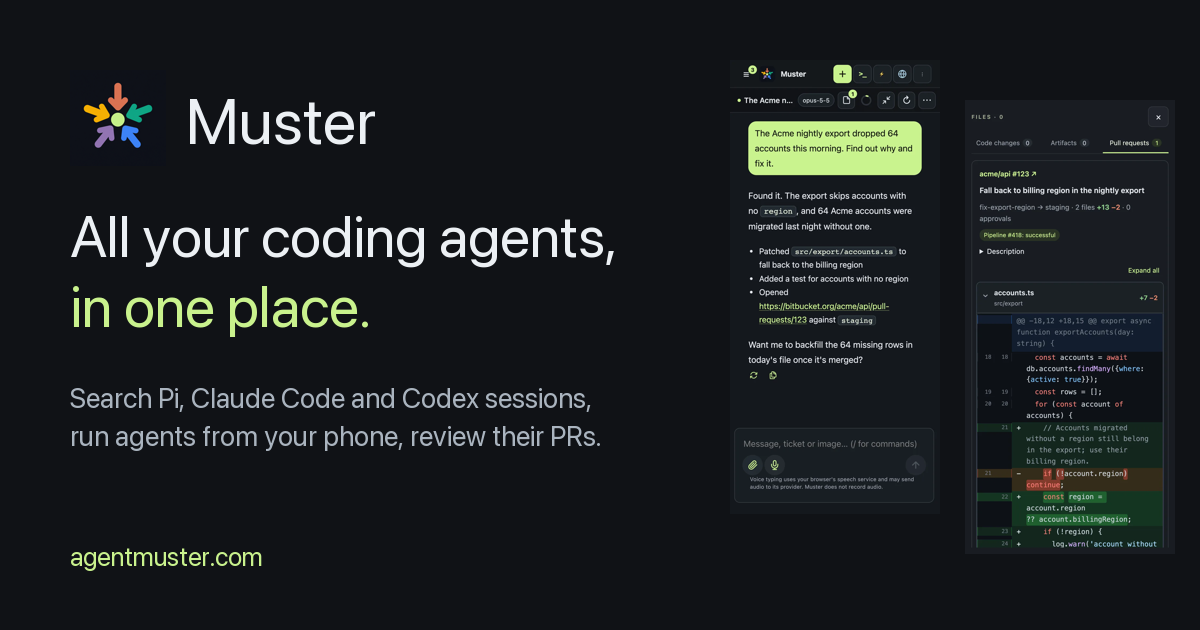 Muster
All your coding agents,
in one place.
Search Pi, Claude Code and Codex sessions,
run agents from your phone, review their PRs.
agentmuster.com
3
Muster
+
>_
The Acme n...
opus-5-5
1
The Acme nightly export dropped 64
accounts this morning. Find out why and
fix it.
Found it. The export skips accounts with
no region, and 64 Acme accounts were
migrated last night without one.
• Patched src/export/accounts.ts to
fall back to the billing region
• Added a test for accounts with no region
• Opened
https://bitbucket.org/acme/api/pull-
requests/123 against staging
Want me to backfill the 64 missing rows in
today's file once it's merged?
Message, ticket or image... (/ for commands)
Voice typing uses your browser's speech service and may send
audio to its provider. Muster does not record audio.
FILES · 0
×
Code changes 0 Artifacts 0 Pull requests 1
acme/api #123 ↗
Fall back to billing region in the nightly export
fix-export-region → staging · 2 files +13 −2 · 0
approvals
Pipeline #418: successful
▸ Description
Expand all
accounts.ts
src/export
+7 −2
@@ -18,12 +18,15 @@ export async
function exportAccounts(day:
string) {
18 18 const accounts = await
db.accounts.findMany({where:
{active: true}});
19 19 const rows = [];
20 20 for (const account of
accounts) {
21 + // Accounts migrated
without a region still belong
in the export; use their
billing region.
21 − if (!account.region)
continue;
22 + const region =
account.region
?? account.billingRegion;
23 + if (!region) {
24 + log.warn('account without